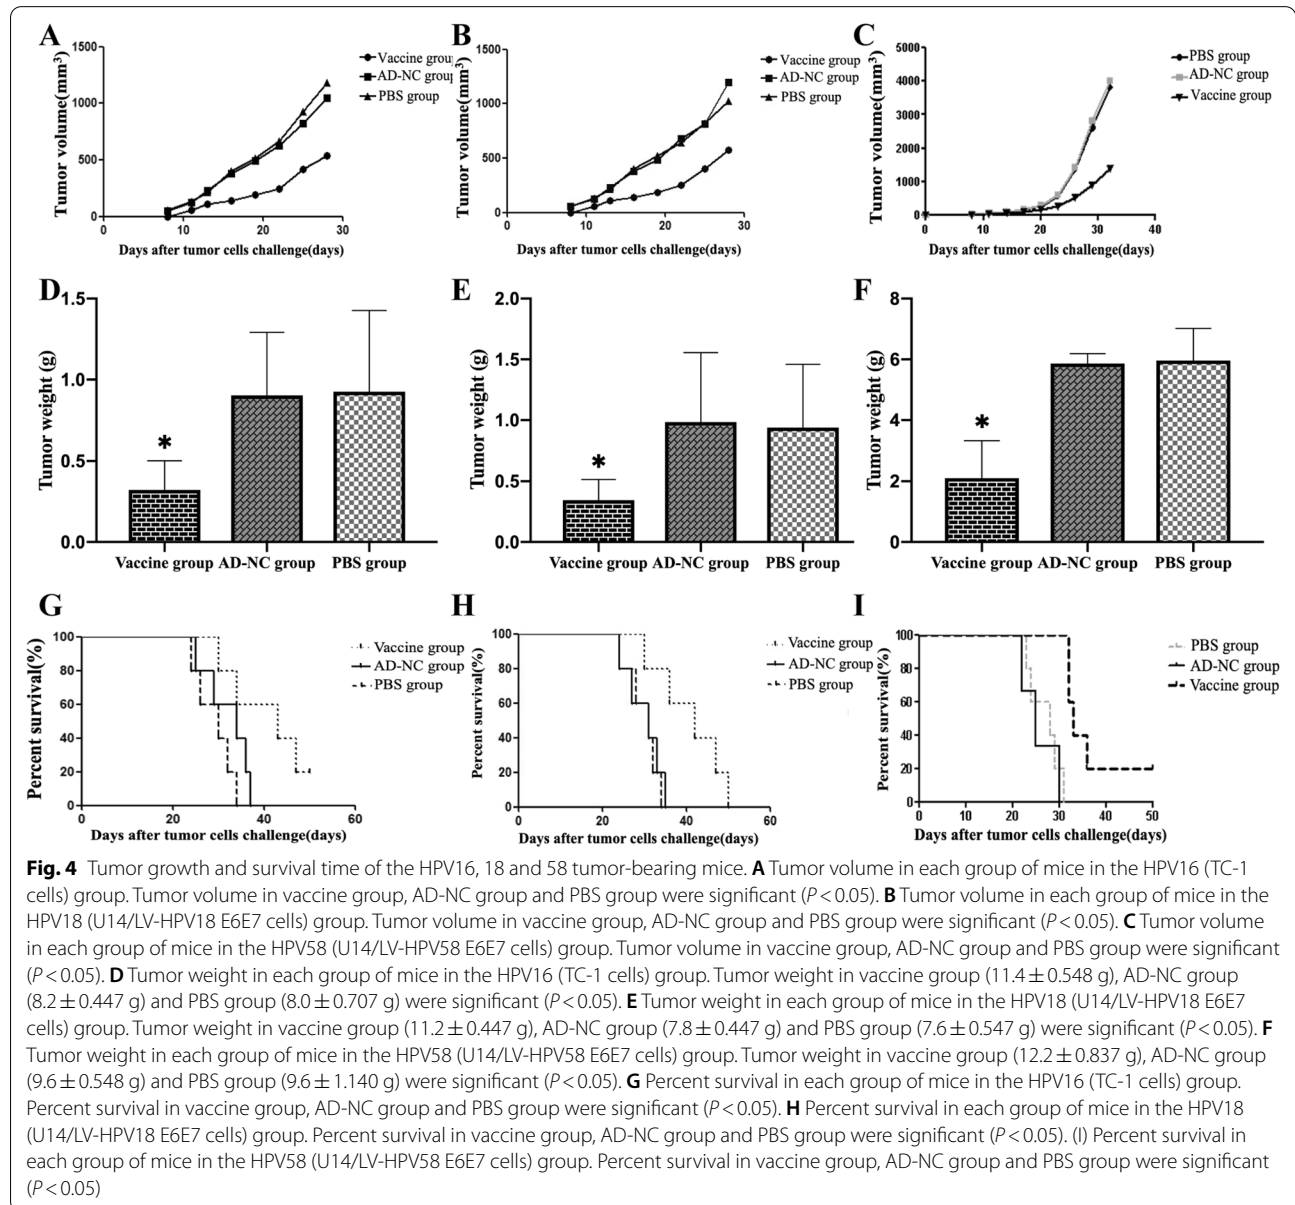 A
Tumor volume(mm³)
1500
1000
500
0
0 10 20 30
Days after tumor cells challenge(days)
Vaccine group
AD-NC group
PBS group
B
Tumor volume(mm³)
1500
1000
500
0
0 10 20 30
Days after tumor cells challenge(days)
Vaccine group
AD-NC group
PBS group
C
Tumor volume(mm³)
5000
4000
3000
2000
1000
0
0 10 20 30 40
Days after tumor cells challenge(days)
PBS group
AD-NC group
Vaccine group
D
Tumor weight (g)
1.5
1.0
0.5
0.0
*
Vaccine group AD-NC group PBS group
E
Tumor weight (g)
2.0
1.5
1.0
0.5
0.0
*
Vaccine group AD-NC group PBS group
F
Tumor weight (g)
8
6
4
2
0
*
Vaccine group AD-NC group PBS group
G
Percent survival(%)
100
80
60
40
20
0
0 20 40 60
Days after tumor cells challenge(days)
Vaccine group
AD-NC group
PBS group
H
Percent survival(%)
100
80
60
40
20
0
0 20 40 60
Days after tumor cells challenge(days)
Vaccine group
AD-NC group
PBS group
I
Percent survival(%)
100
80
60
40
20
0
0 10 20 30 40 50
Days after tumor cells challenge(days)
PBS group
AD-NC group
Vaccine group
Fig. 4 Tumor growth and survival time of the HPV16, 18 and 58 tumor-bearing mice. A Tumor volume in each group of mice in the HPV16 (TC-1
cells) group. Tumor volume in vaccine group, AD-NC group and PBS group were significant (P < 0.05). B Tumor volume in each group of mice in the
HPV18 (U14/LV-HPV18 E6E7 cells) group. Tumor volume in vaccine group, AD-NC group and PBS group were significant (P < 0.05). C Tumor volume
in each group of mice in the HPV58 (U14/LV-HPV58 E6E7 cells) group. Tumor volume in vaccine group, AD-NC group and PBS group were significant
(P < 0.05). D Tumor weight in each group of mice in the HPV16 (TC-1 cells) group. Tumor weight in vaccine group (11.4 ± 0.548 g), AD-NC group
(8.2 ± 0.447 g) and PBS group (8.0 ± 0.707 g) were significant (P < 0.05). E Tumor weight in each group of mice in the HPV18 (U14/LV-HPV18 E6E7
cells) group. Tumor weight in vaccine group (11.2 ± 0.447 g), AD-NC group (7.8 ± 0.447 g) and PBS group (7.6 ± 0.547 g) were significant (P < 0.05). F
Tumor weight in each group of mice in the HPV58 (U14/LV-HPV58 E6E7 cells) group. Tumor weight in vaccine group (12.2 ± 0.837 g), AD-NC group
(9.6 ± 0.548 g) and PBS group (9.6 ± 1.140 g) were significant (P < 0.05). G Percent survival in each group of mice in the HPV16 (TC-1 cells) group.
Percent survival in vaccine group, AD-NC group and PBS group were significant (P < 0.05). H Percent survival in each group of mice in the HPV18
(U14/LV-HPV18 E6E7 cells) group. Percent survival in vaccine group, AD-NC group and PBS group were significant (P < 0.05). (I) Percent survival in
each group of mice in the HPV58 (U14/LV-HPV58 E6E7 cells) group. Percent survival in vaccine group, AD-NC group and PBS group were significant
(P < 0.05)